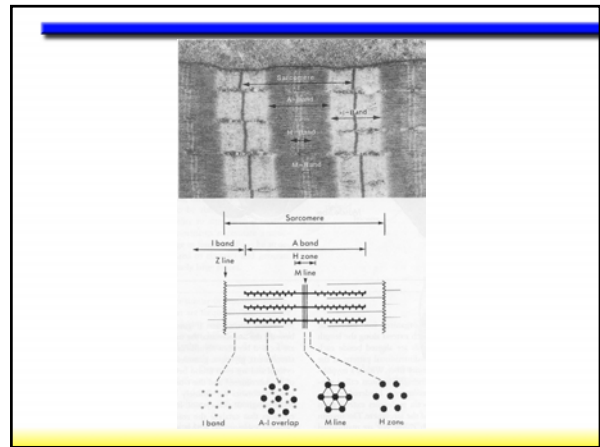 Sarcomere
A-Band
I-Band
H-Band
M-Band
Sarcomere
I band
A band
H zone
Z line
M line
I band
A-I overlap
M line
H zone